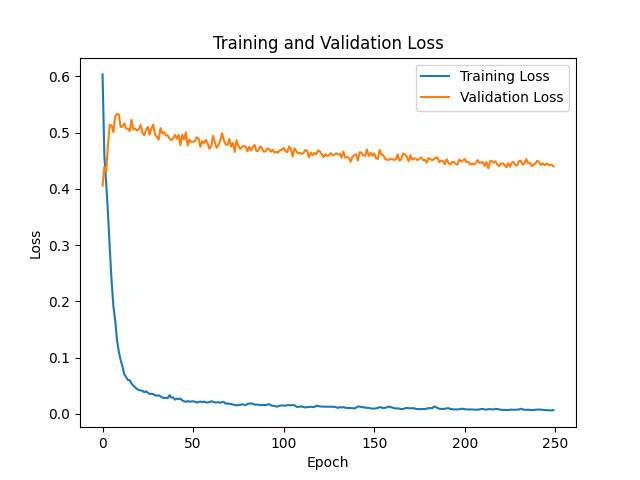 Training and Validation Loss
Training Loss
Validation Loss
0.6
0.5
0.4
0.3
0.2
0.1
0.0
Loss
0 50 100 150 200 250
Epoch